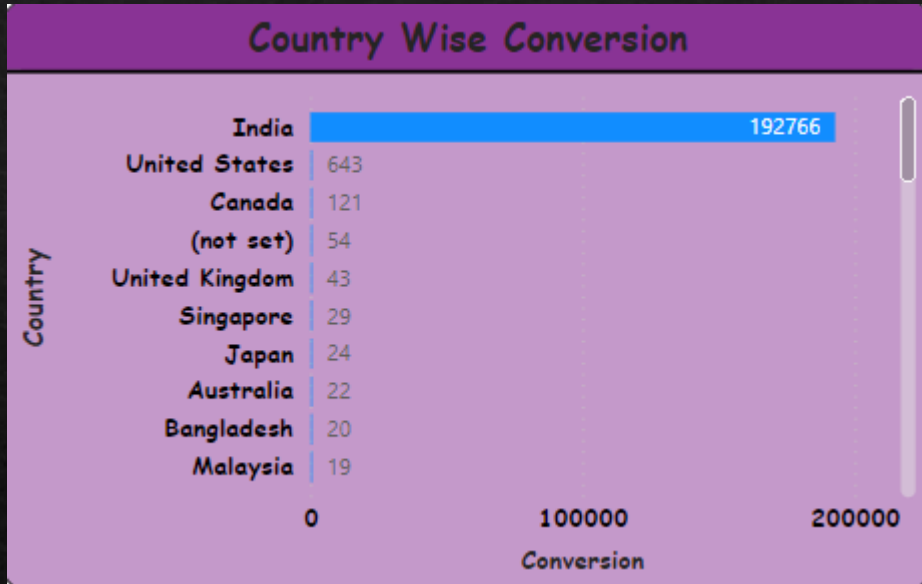 Country Wise Conversion
Country
India 192766
United States 643
Canada 121
(not set) 54
United Kingdom 43
Singapore 29
Japan 24
Australia 22
Bangladesh 20
Malaysia 19
0 100000 200000
Conversion